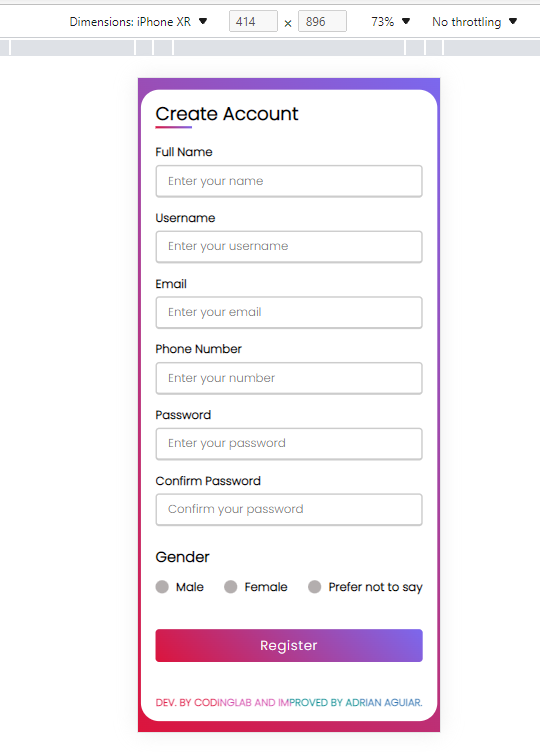 Dimensions: iPhone XR ▼ 414 × 896 73% ▼ No throttling ▼
Create Account
Full Name
Enter your name
Username
Enter your username
Email
Enter your email
Phone Number
Enter your number
Password
Enter your password
Confirm Password
Confirm your password
Gender
Male Female Prefer not to say
Register
DEV. BY CODINGLAB AND IMPROVED BY ADRIAN AGUIAR.